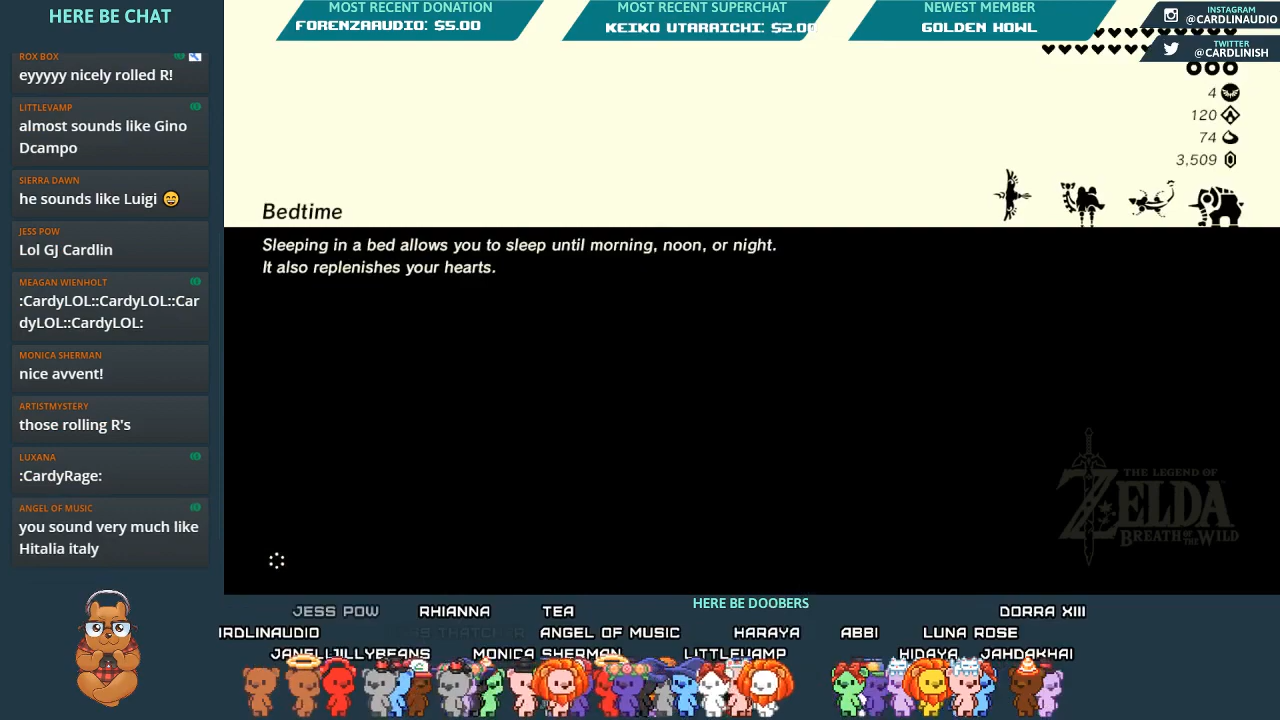 HERE BE CHAT
ROX BOX
eyyyyy nicely rolled R!
LITTLEVAMP
almost sounds like Gino
Dcampo
SIERRA DAWN
he sounds like Luigi
JESS POW
Lol GJ Cardlin
MEAGAN WIENHOLT
:CardyLOL::CardyLOL::Car
dyLOL::CardyLOL:
MONICA SHERMAN
nice avvent!
ARTISTMYSTERY
those rolling R's
LUXANA
:CardyRage:
ANGEL OF MUSIC
you sound very much like
Hitalia italy
MOST RECENT DONATION
FORENZAAUDIO: $5.00
MOST RECENT SUPERCHAT
KEIKO UTARAICHI: $2.00
NEWEST MEMBER
GOLDEN HOWL
INSTAGRAM
@CARDLINAUDIO
TWITTER
@CARDLINISH
4
120
74
3,509
Bedtime
Sleeping in a bed allows you to sleep until morning, noon, or night.
It also replenishes your hearts.
THE LEGEND OF
ZELDA
BREATH OF THE WILD
HERE BE DOOBERS
JESS POW RHIANNA TEA DORRA XIII
IRDLINAUDIO ANGEL OF MUSIC HARAYA ABBI LUNA ROSE
JANELJILLYBEANS MONICA SHERMAN LITTLEVAMP HIDAYA JAHDAKHAI